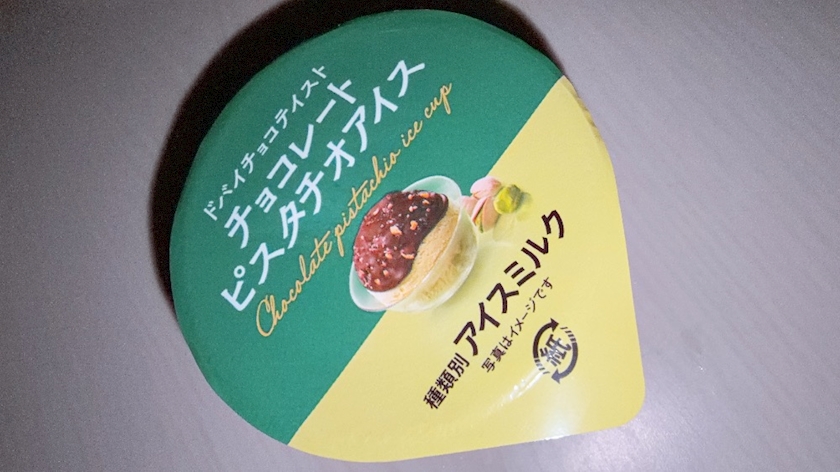 ドバイチョコテイスト
チョコレート
ピスタチオアイス
Chocolate pistachio ice cup
種類別 アイスミルク
写真はイメージです
紙